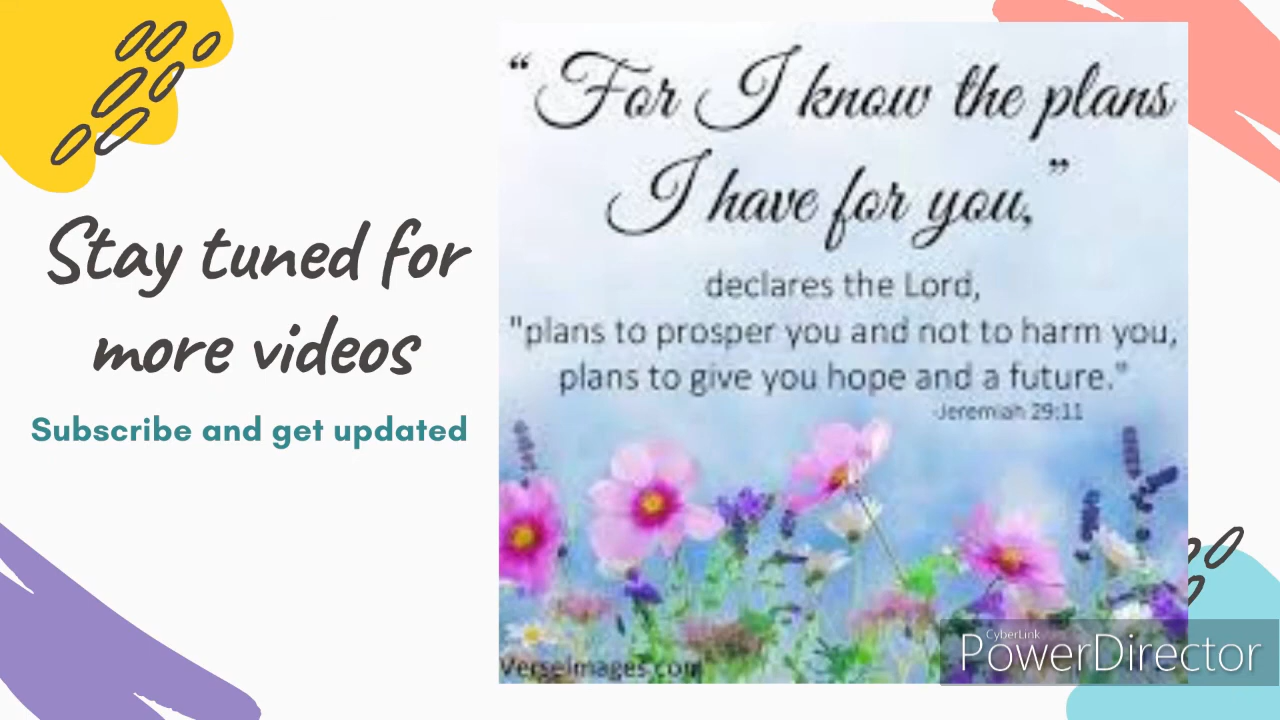 Stay tuned for
more videos
Subscribe and get updated
“For I know the plans
I have for you,”
declares the Lord,
"plans to prosper you and not to harm you,
plans to give you hope and a future."
-Jeremiah 29:11
VerseImages.com
CyberLink
PowerDirector